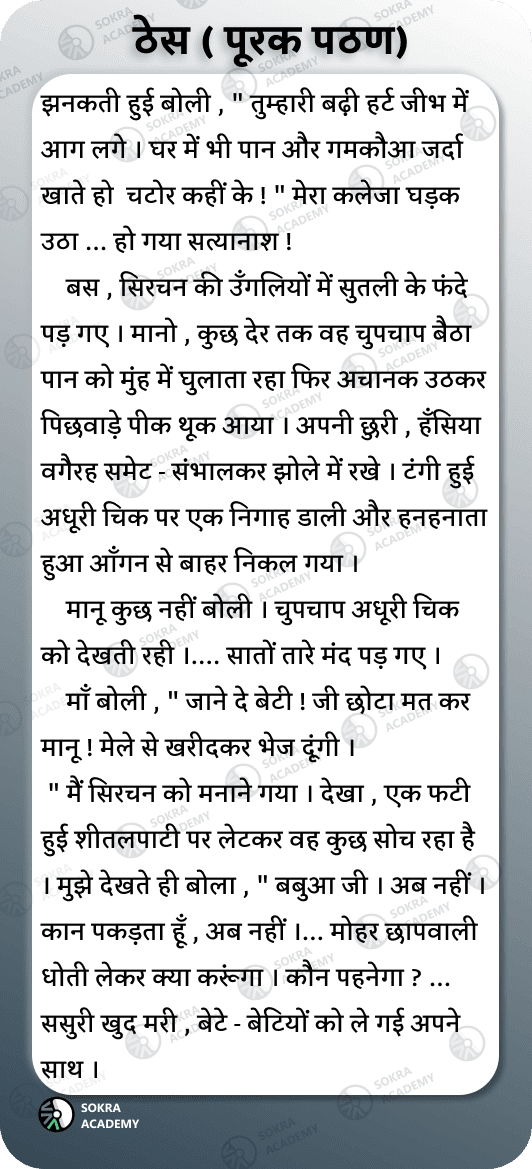 ठेस ( पूरक पठण)
झनकती हुई बोली , " तुम्हारी बढ़ी हर्ट जीभ में
आग लगे । घर में भी पान और गमकौआ जर्दा
खाते हो चटोर कहीं के ! " मेरा कलेजा घड़क
उठा ... हो गया सत्यानाश !
बस , सिरचन की उँगलियों में सुतली के फंदे
पड़ गए । मानो , कुछ देर तक वह चुपचाप बैठा
पान को मुंह में घुलाता रहा फिर अचानक उठकर
पिछवाड़े पीक थूक आया । अपनी छुरी , हँसिया
वगैरह समेट - संभालकर झोले में रखे । टंगी हुई
अधूरी चिक पर एक निगाह डाली और हनहनाता
हुआ आँगन से बाहर निकल गया ।
मानू कुछ नहीं बोली । चुपचाप अधूरी चिक
को देखती रही ।.... सातों तारे मंद पड़ गए ।
माँ बोली , " जाने दे बेटी ! जी छोटा मत कर
मानू ! मेले से खरीदकर भेज दूंगी ।
" मैं सिरचन को मनाने गया । देखा , एक फटी
हुई शीतलपाटी पर लेटकर वह कुछ सोच रहा है
। मुझे देखते ही बोला , " बबुआ जी । अब नहीं ।
कान पकड़ता हूँ , अब नहीं ।... मोहर छापवाली
धोती लेकर क्या करूंगा । कौन पहनेगा ? ...
ससुरी खुद मरी , बेटे - बेटियों को ले गई अपने
साथ ।
SOKRA
ACADEMY